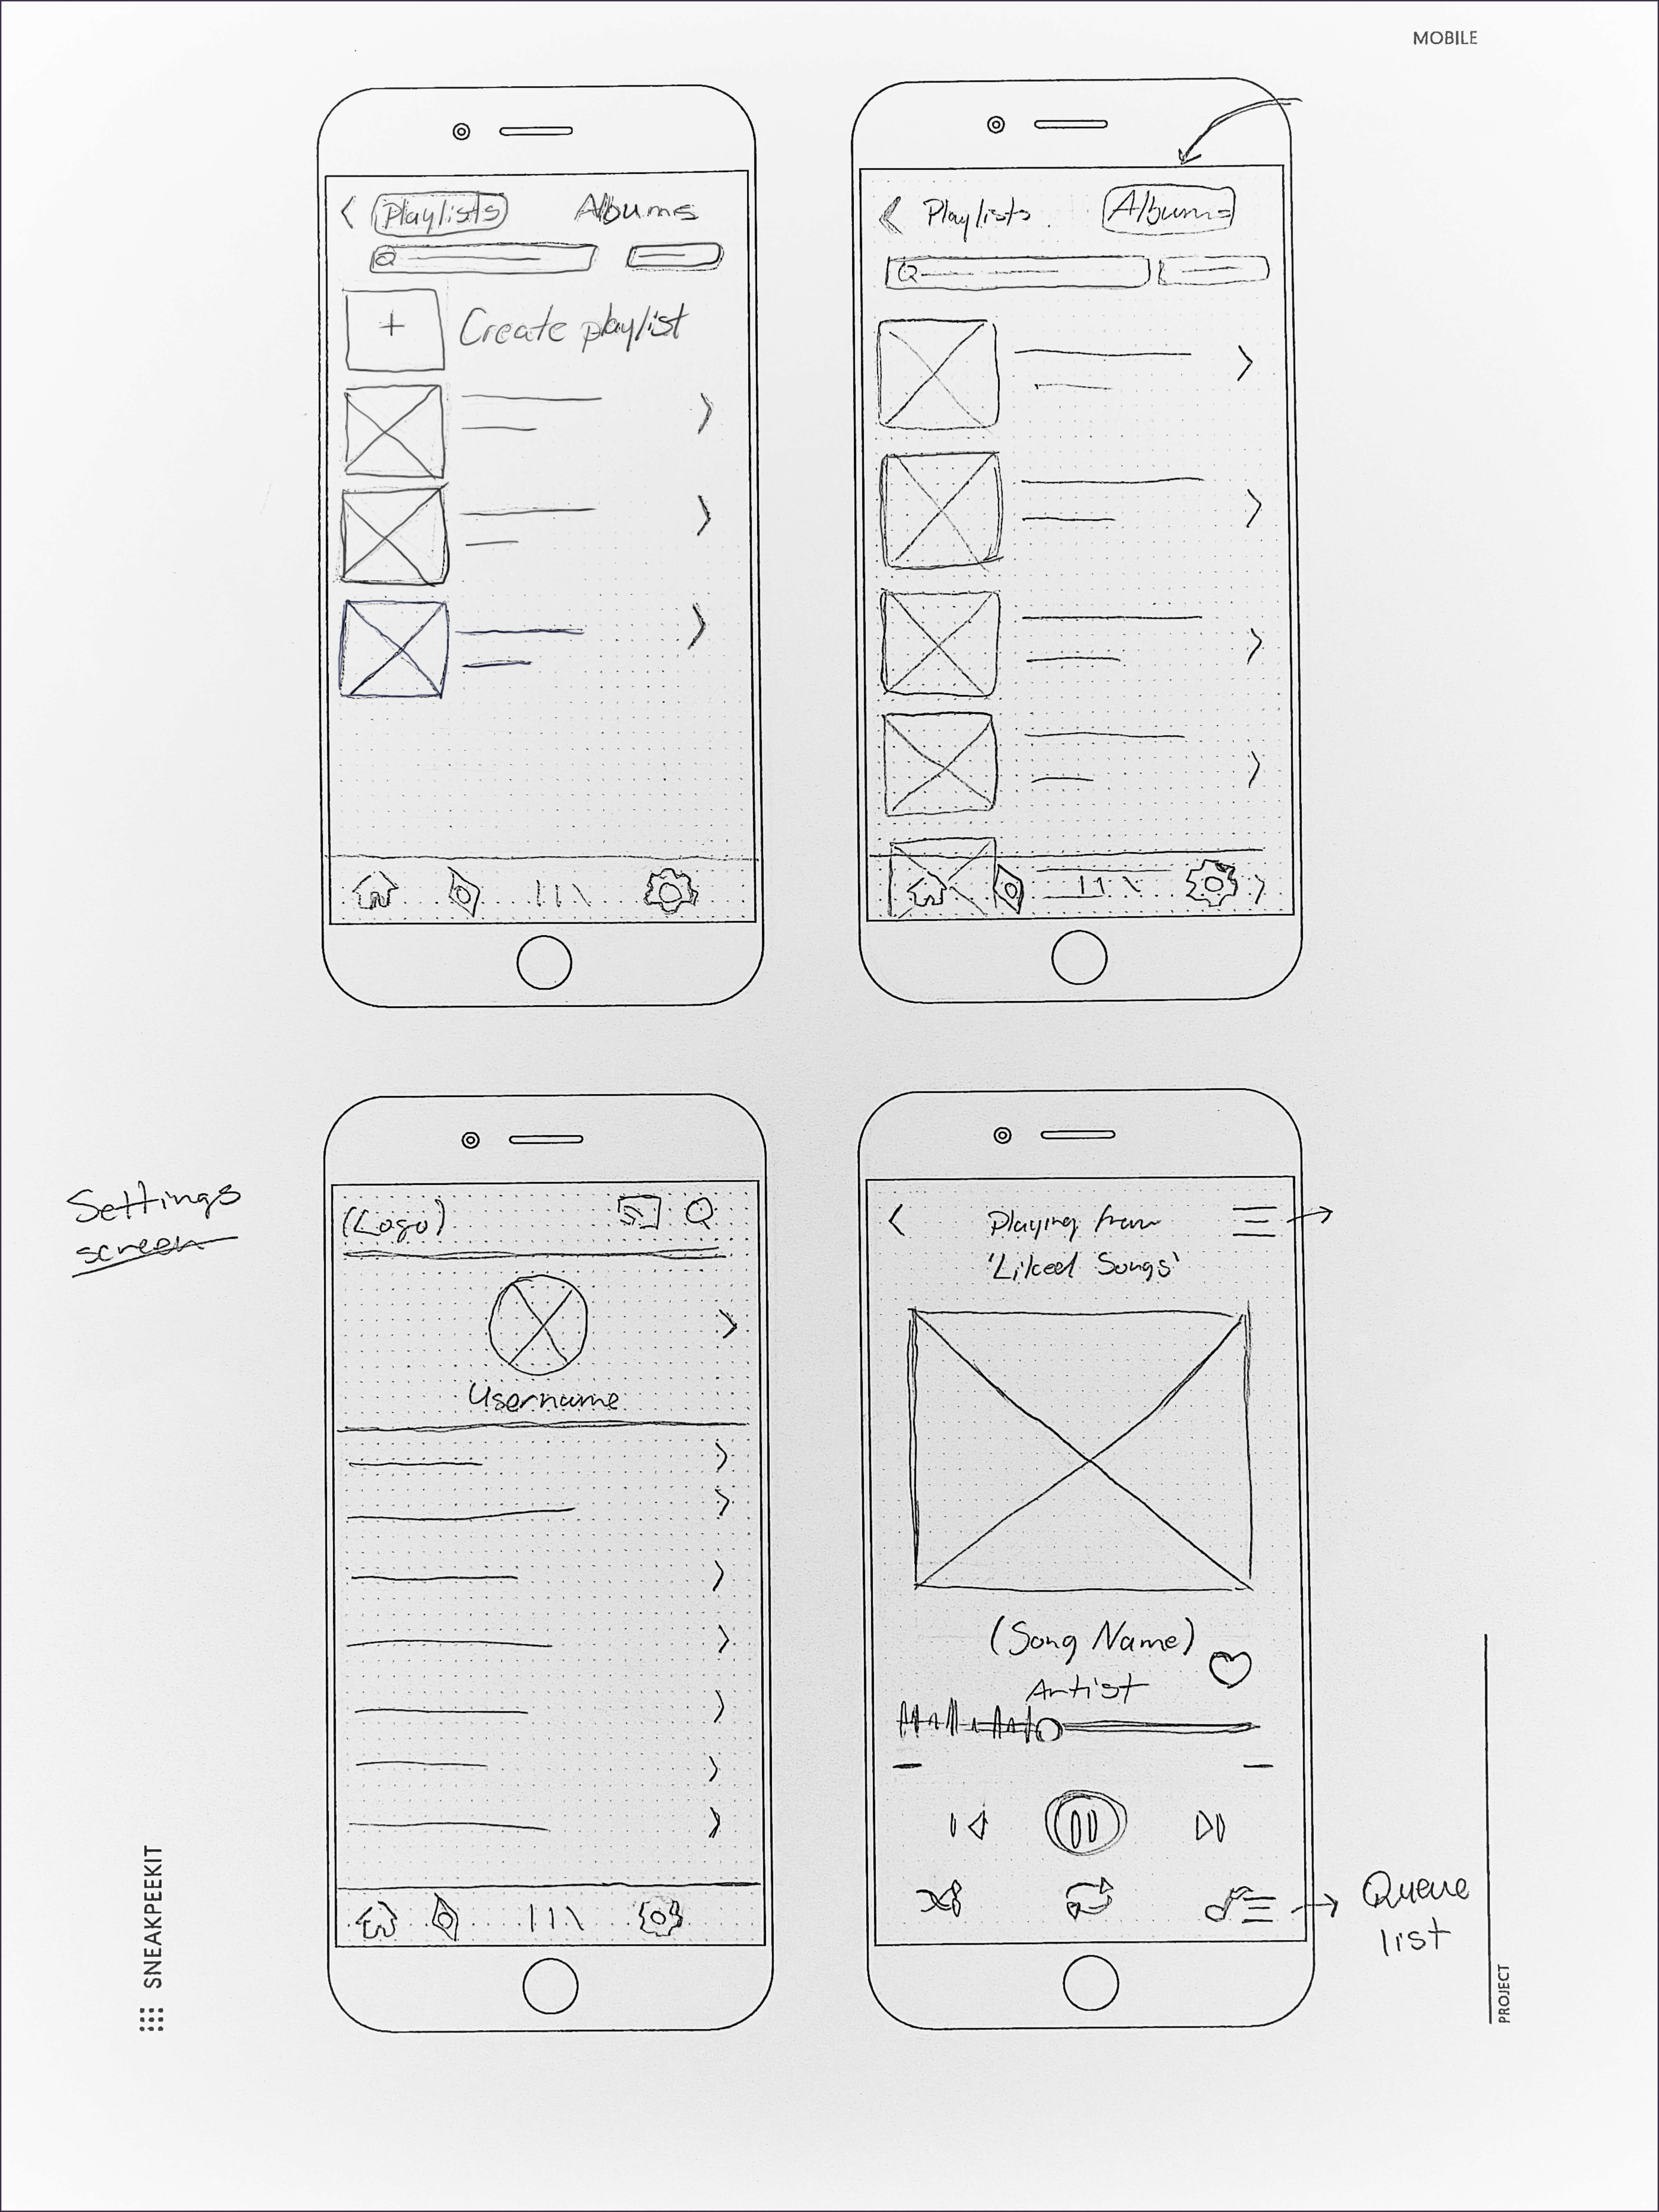 MOBILE
Playlists Albums
Create playlist
Playlists Albums
Settings
screen
(Logo)
Username
Playing from
'Liked Songs'
(Song Name)
Artist
Queue
list
SNEAKPEEKIT
PROJECT